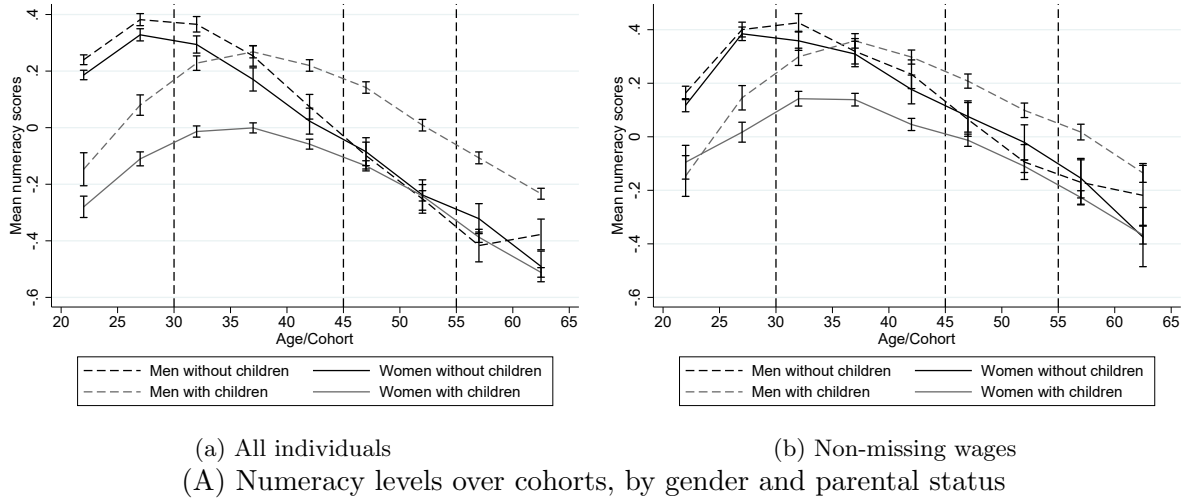 Mean numeracy scores
.4
.2
0
-.2
-.4
-.6
20 25 30 35 40 45 50 55 60 65
Age/Cohort
Men without children Women without children
Men with children Women with children
(a) All individuals
Mean numeracy scores
.4
.2
0
-.2
-.4
-.6
20 25 30 35 40 45 50 55 60 65
Age/Cohort
Men without children Women without children
Men with children Women with children
(b) Non-missing wages
(A) Numeracy levels over cohorts, by gender and parental status